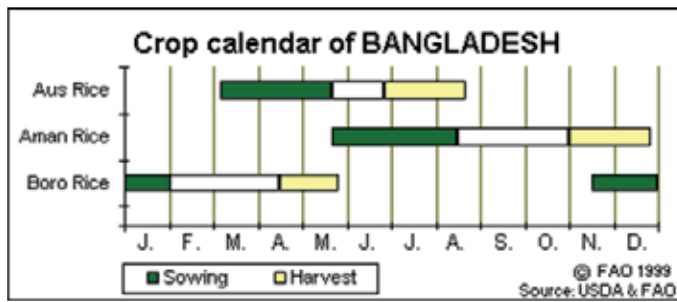 Crop calendar of BANGLADESH
Aus Rice
Aman Rice
Boro Rice
J. F. M. A. M. J. J. A. S. O. N. D.
Sowing Harvest
© FAO 1999
Source: USDA & FAO